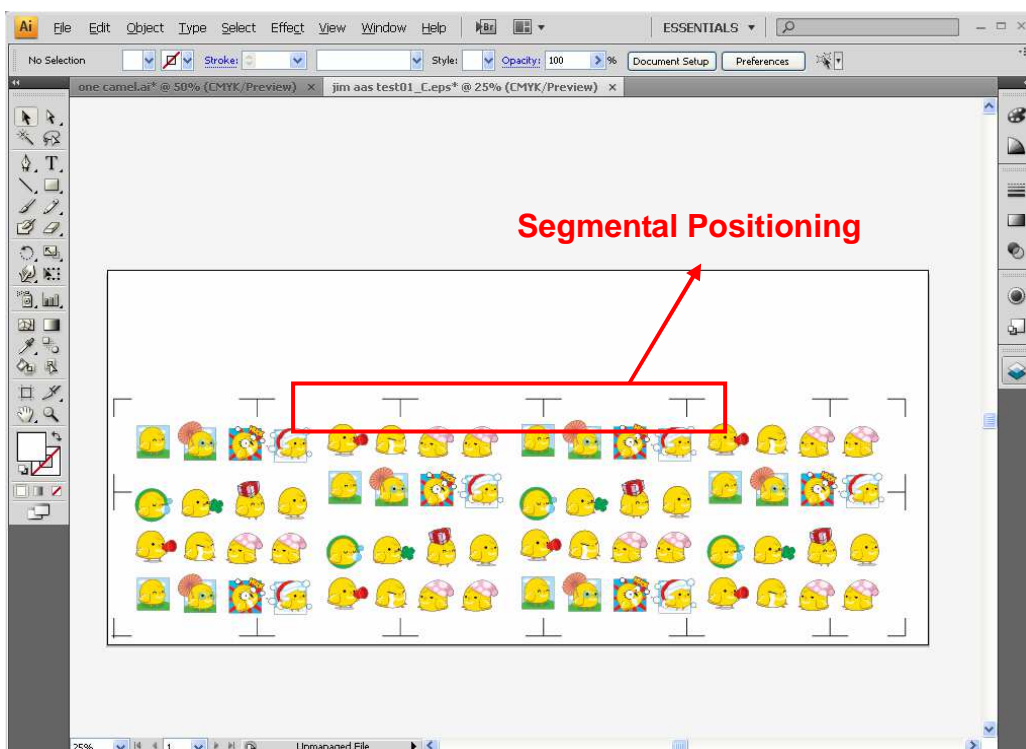 Ai File Edit Object Type Select Effect View Window Help Br ESSENTIALS
No Selection Stroke: Style: Opacity: 100 % Document Setup Preferences
one camel.ai* @ 50% (CMYK/Preview) × jim aas test01_C.eps* @ 25% (CMYK/Preview) ×
Segmental Positioning
25% 1 Unmanaged File